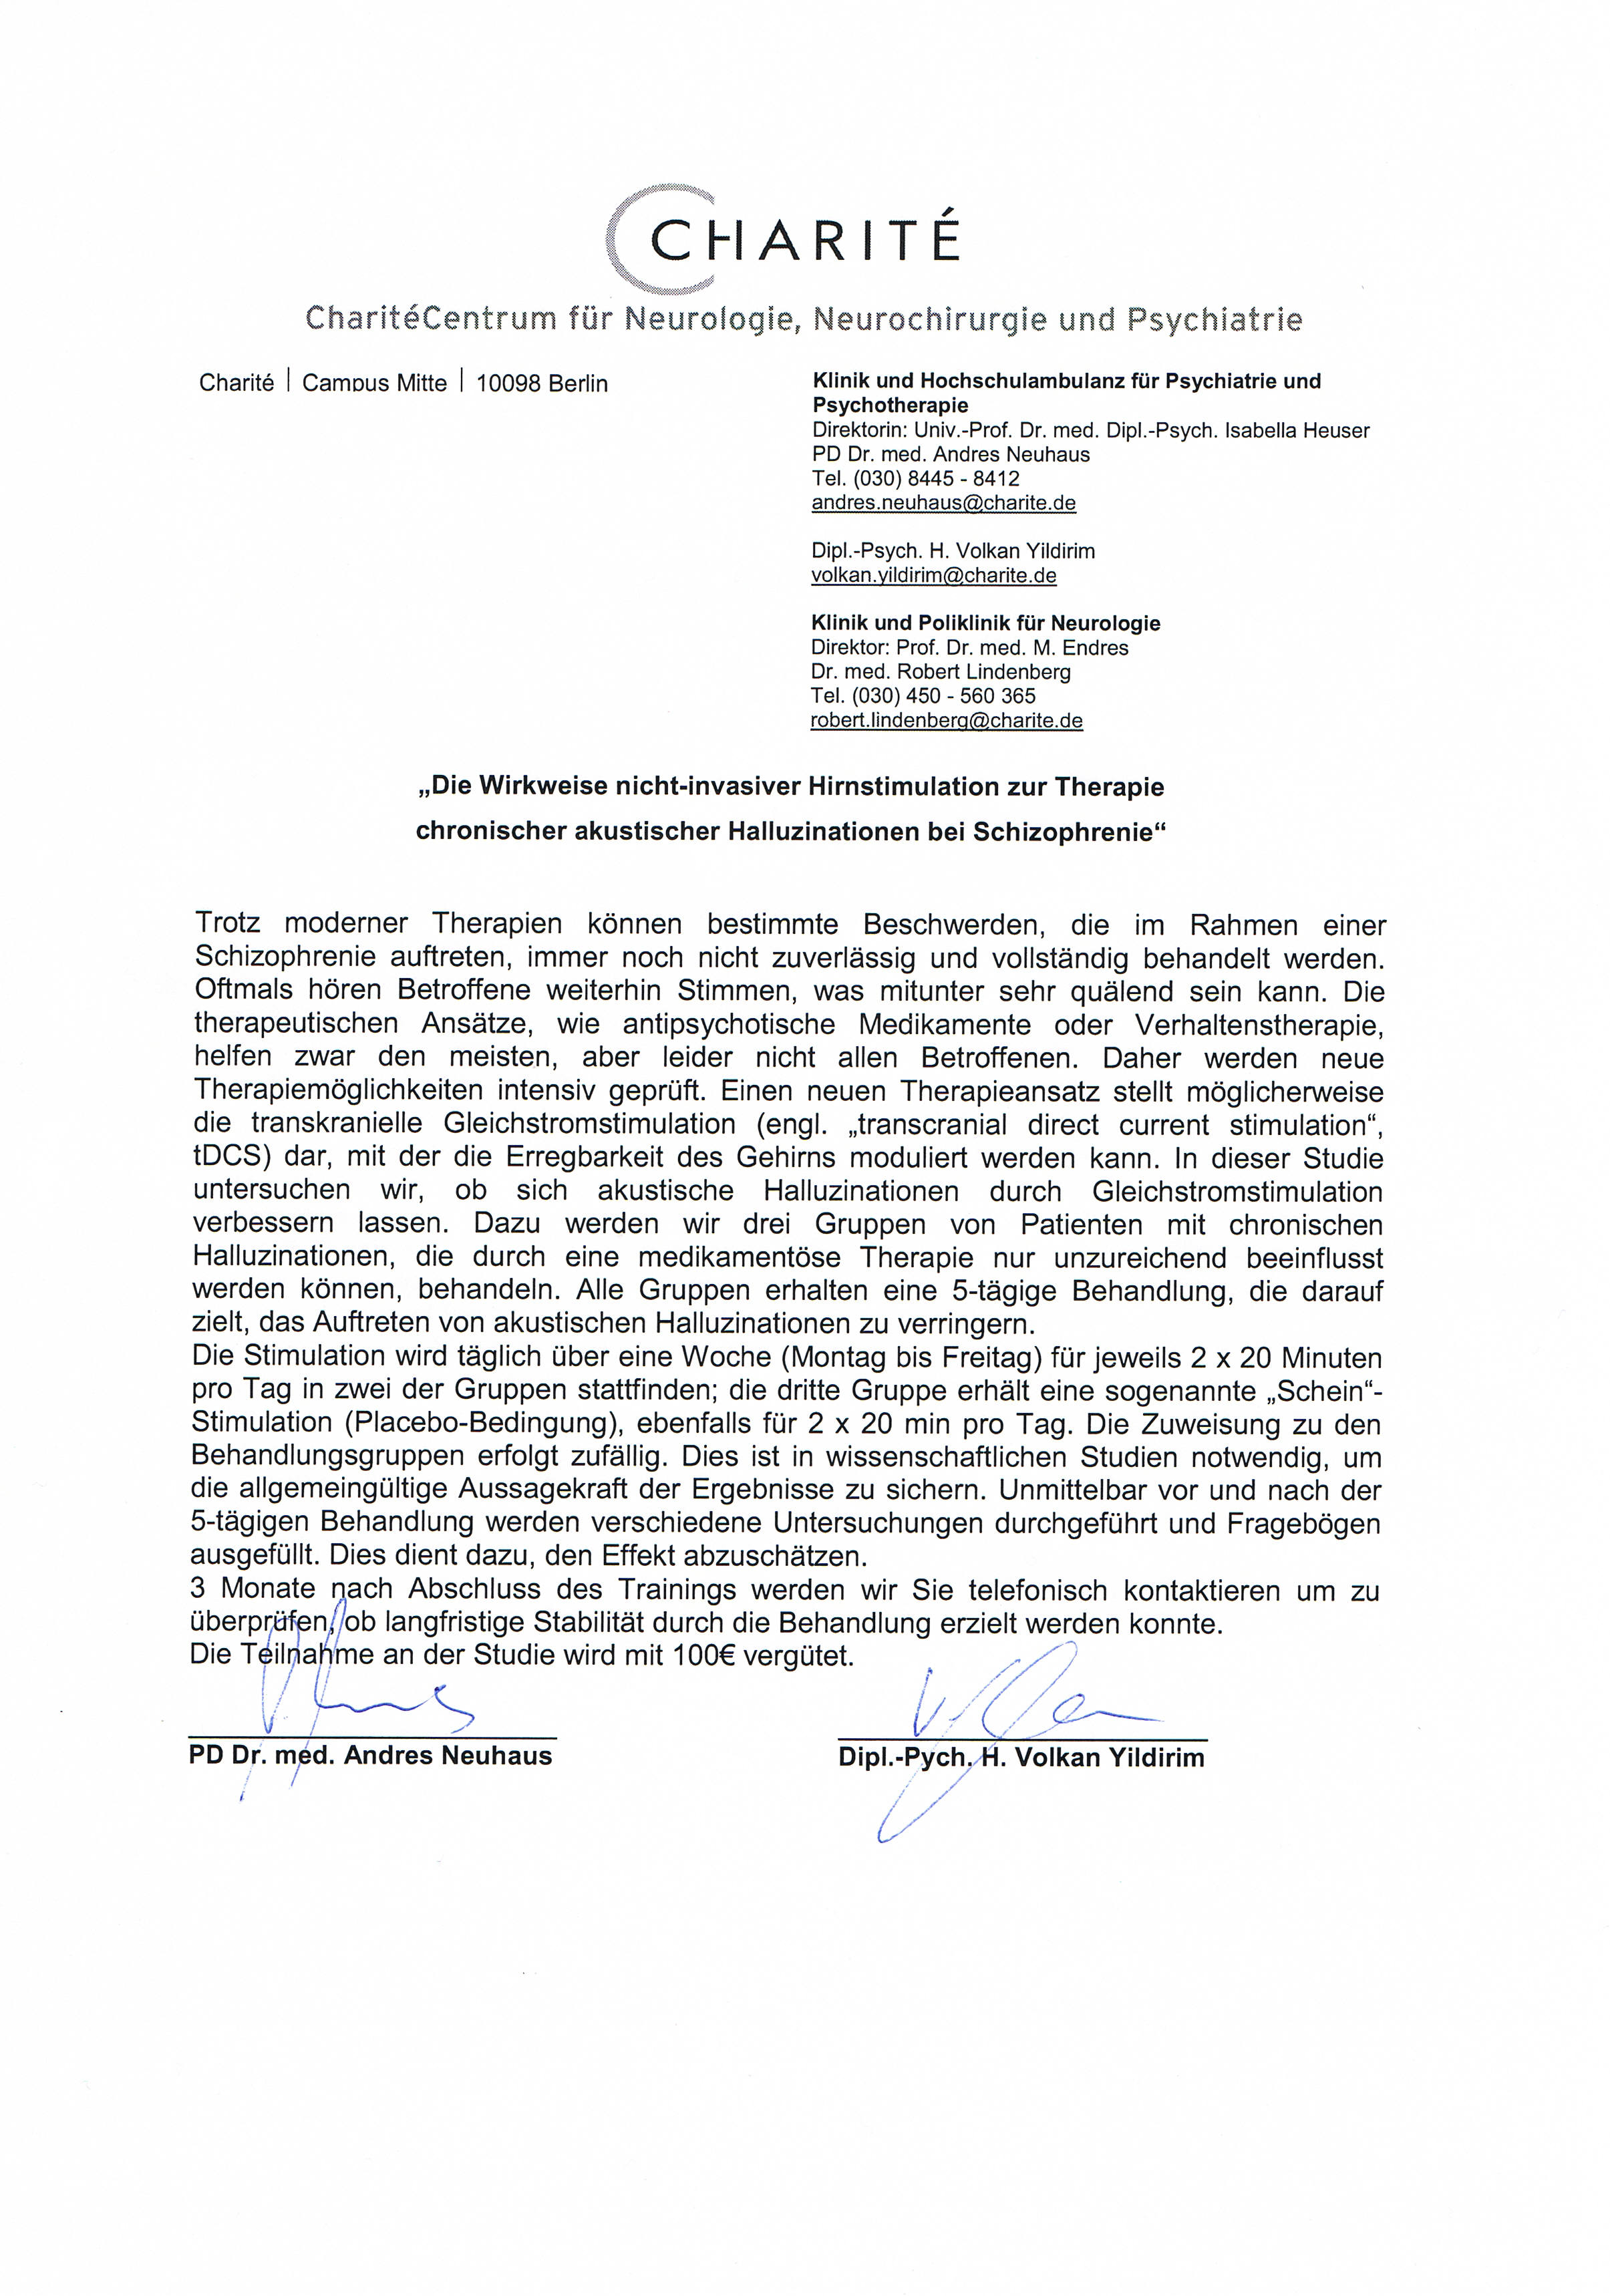 CHARITÉ
CharitéCentrum für Neurologie, Neurochirurgie und Psychiatrie
Charité | Campus Mitte | 10098 Berlin
Klinik und Hochschulambulanz für Psychiatrie und
Psychotherapie
Direktorin: Univ.-Prof. Dr. med. Dipl.-Psych. Isabella Heuser
PD Dr. med. Andres Neuhaus
Tel. (030) 8445 - 8412
andres.neuhaus@charite.de
Dipl.-Psych. H. Volkan Yildirim
volkan.yildirim@charite.de
Klinik und Poliklinik für Neurologie
Direktor: Prof. Dr. med. M. Endres
Dr. med. Robert Lindenberg
Tel. (030) 450 - 560 365
robert.lindenberg@charite.de
„Die Wirkweise nicht-invasiver Hirnstimulation zur Therapie
chronischer akustischer Halluzinationen bei Schizophrenie“
Trotz moderner Therapien können bestimmte Beschwerden, die im Rahmen einer
Schizophrenie auftreten, immer noch nicht zuverlässig und vollständig behandelt werden.
Oftmals hören Betroffene weiterhin Stimmen, was mitunter sehr quälend sein kann. Die
therapeutischen Ansätze, wie antipsychotische Medikamente oder Verhaltenstherapie,
helfen zwar den meisten, aber leider nicht allen Betroffenen. Daher werden neue
Therapiemöglichkeiten intensiv geprüft. Einen neuen Therapieansatz stellt möglicherweise
die transkranielle Gleichstromstimulation (engl. „transcranial direct current stimulation“,
tDCS) dar, mit der die Erregbarkeit des Gehirns moduliert werden kann. In dieser Studie
untersuchen wir, ob sich akustische Halluzinationen durch Gleichstromstimulation
verbessern lassen. Dazu werden wir drei Gruppen von Patienten mit chronischen
Halluzinationen, die durch eine medikamentöse Therapie nur unzureichend beeinflusst
werden können, behandeln. Alle Gruppen erhalten eine 5-tägige Behandlung, die darauf
zielt, das Auftreten von akustischen Halluzinationen zu verringern.
Die Stimulation wird täglich über eine Woche (Montag bis Freitag) für jeweils 2 x 20 Minuten
pro Tag in zwei der Gruppen stattfinden; die dritte Gruppe erhält eine sogenannte „Schein“-
Stimulation (Placebo-Bedingung), ebenfalls für 2 x 20 min pro Tag. Die Zuweisung zu den
Behandlungsgruppen erfolgt zufällig. Dies ist in wissenschaftlichen Studien notwendig, um
die allgemeingültige Aussagekraft der Ergebnisse zu sichern. Unmittelbar vor und nach der
5-tägigen Behandlung werden verschiedene Untersuchungen durchgeführt und Fragebögen
ausgefüllt. Dies dient dazu, den Effekt abzuschätzen.
3 Monate nach Abschluss des Trainings werden wir Sie telefonisch kontaktieren um zu
überprüfen, ob langfristige Stabilität durch die Behandlung erzielt werden konnte.
Die Teilnahme an der Studie wird mit 100€ vergütet.
PD Dr. med. Andres Neuhaus
Dipl.-Pych. H. Volkan Yildirim